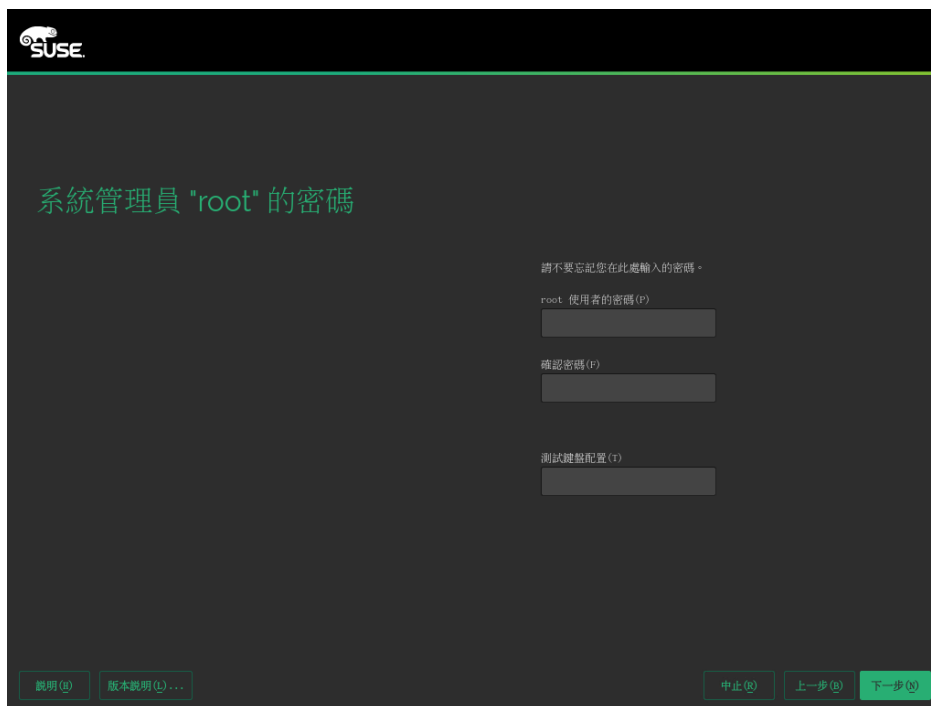 SUSE.
系統管理員 "root" 的密碼
請不要忘記您在此處輸入的密碼。
root 使用者的密碼(P)
確認密碼(F)
測試鍵盤配置(T)
說明(H)
版本說明(L)...
中止(R)
上一步(B)
下一步(N)